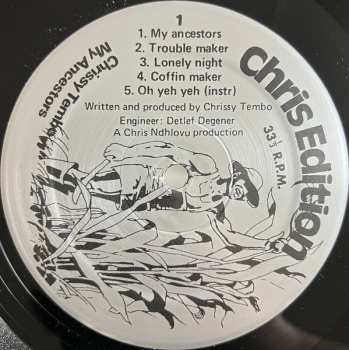 1
1. My ancestors
2. Trouble maker
3. Lonely night
4. Coffin maker
5. Oh yeh yeh (instr)
Written and produced by Chrissy Tembo
Engineer: Detlef Degener
A Chris Ndhlovu production
Chrissy Tembo
My Ancestors
Chris Edition
33⅓ R.P.M.